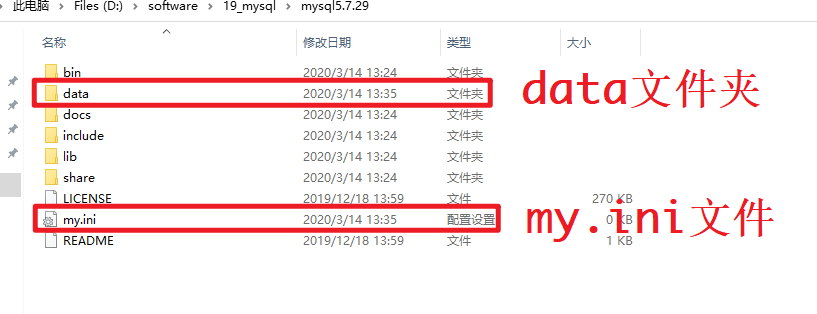 此电脑 > Files (D:) > software > 19_mysql > mysql5.7.29
名称 修改日期 类型 大小
bin 2020/3/14 13:24 文件夹
data 2020/3/14 13:35 文件夹
data文件夹
docs 2020/3/14 13:24 文件夹
include 2020/3/14 13:24 文件夹
lib 2020/3/14 13:24 文件夹
share 2020/3/14 13:24 文件夹
LICENSE 2019/12/18 13:59 文件 270 KB
my.ini 2020/3/14 13:35 配置设置 0 KB
my.ini文件
README 2019/12/18 13:59 文件 1 KB